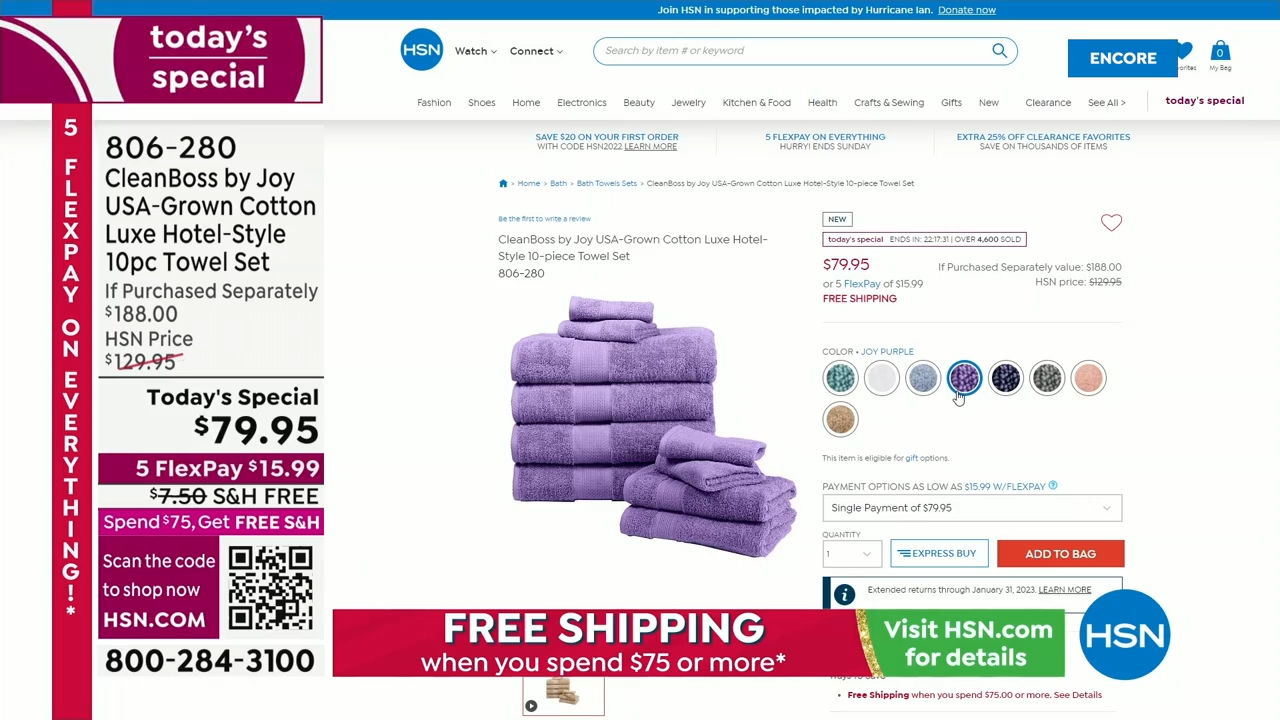 today's
special
5 FLEXPAY ON EVERYTHING!*
806-280
CleanBoss by Joy
USA-Grown Cotton
Luxe Hotel-Style
10pc Towel Set
If Purchased Separately
$188.00
HSN Price
$129.95
Today's Special
$79.95
5 FlexPay $15.99
$7.50 S&H FREE
Spend $75, Get FREE S&H
Scan the code
to shop now
HSN.COM
800-284-3100
Join HSN in supporting those impacted by Hurricane Ian. Donate now
HSN
Watch
Connect
Search by item # or keyword
ENCORE
My Bag
0
Fashion Shoes Home Electronics Beauty Jewelry Kitchen & Food Health Crafts & Sewing Gifts New Clearance See All > today's special
SAVE $20 ON YOUR FIRST ORDER
WITH CODE HSN2022 LEARN MORE
5 FLEXPAY ON EVERYTHING
HURRY! ENDS SUNDAY
EXTRA 25% OFF CLEARANCE FAVORITES
SAVE ON THOUSANDS OF ITEMS
> Home > Bath > Bath Towels Sets > CleanBoss by Joy USA-Grown Cotton Luxe Hotel-Style 10-piece Towel Set
Be the first to write a review
CleanBoss by Joy USA-Grown Cotton Luxe Hotel-
Style 10-piece Towel Set
806-280
NEW
today's special ENDS IN: 22:17:31 | OVER 4,600 SOLD
$79.95
If Purchased Separately value: $188.00
or 5 FlexPay of $15.99
HSN price: $129.95
FREE SHIPPING
COLOR • JOY PURPLE
This item is eligible for gift options.
PAYMENT OPTIONS AS LOW AS $15.99 W/FLEXPAY
Single Payment of $79.95
QUANTITY
1
EXPRESS BUY
ADD TO BAG
Extended returns through January 31, 2023. LEARN MORE
FREE SHIPPING
when you spend $75 or more*
Visit HSN.com
for details
HSN
• Free Shipping when you spend $75.00 or more. See Details